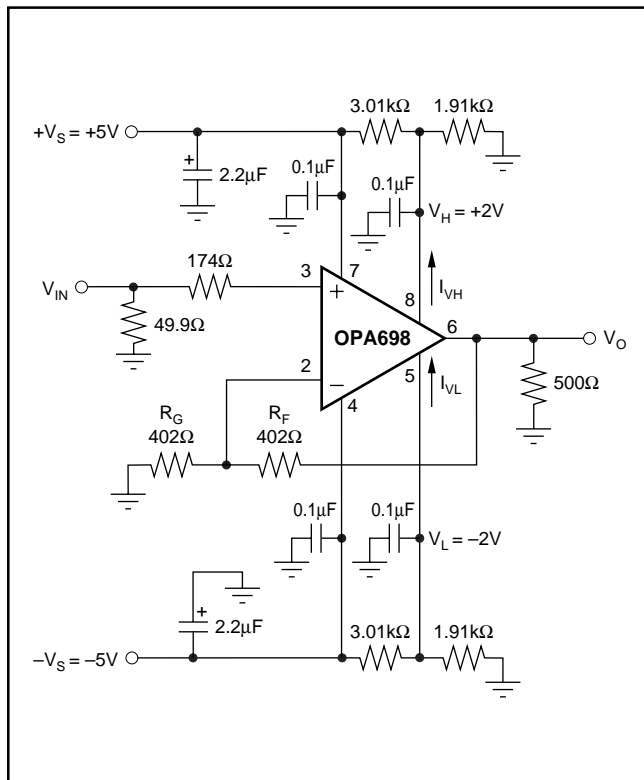 3.01kΩ 1.91kΩ
+V_S = +5V
0.1μF
+
2.2μF
0.1μF
V_H = +2V
174Ω
3 7
I_VH
V_IN
+
8
49.9Ω
OPA698
6
V_O
2
−
5
I_VL
500Ω
4
R_G
402Ω
R_F
402Ω
0.1μF 0.1μF
V_L = –2V
+
2.2μF
3.01kΩ 1.91kΩ
–V_S = –5V